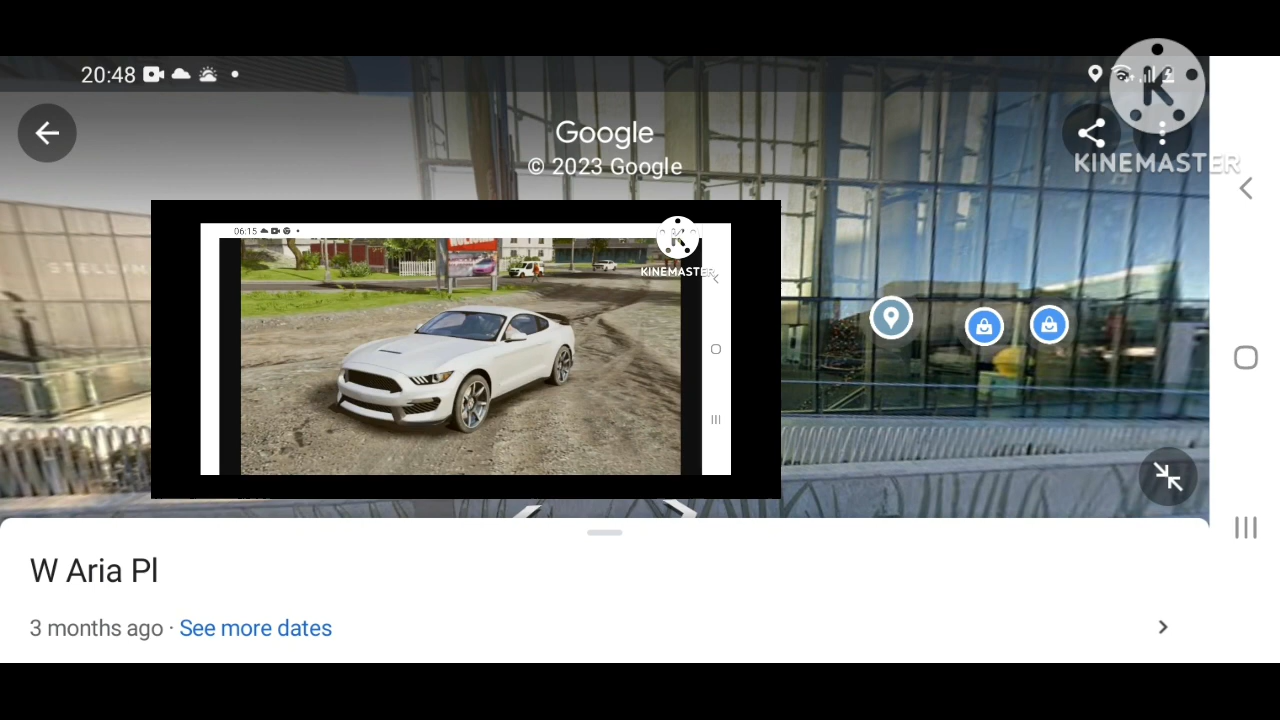 20:48
Google
© 2023 Google
KINEMASTER
06:15
KINEMASTER
W Aria Pl
3 months ago · See more dates